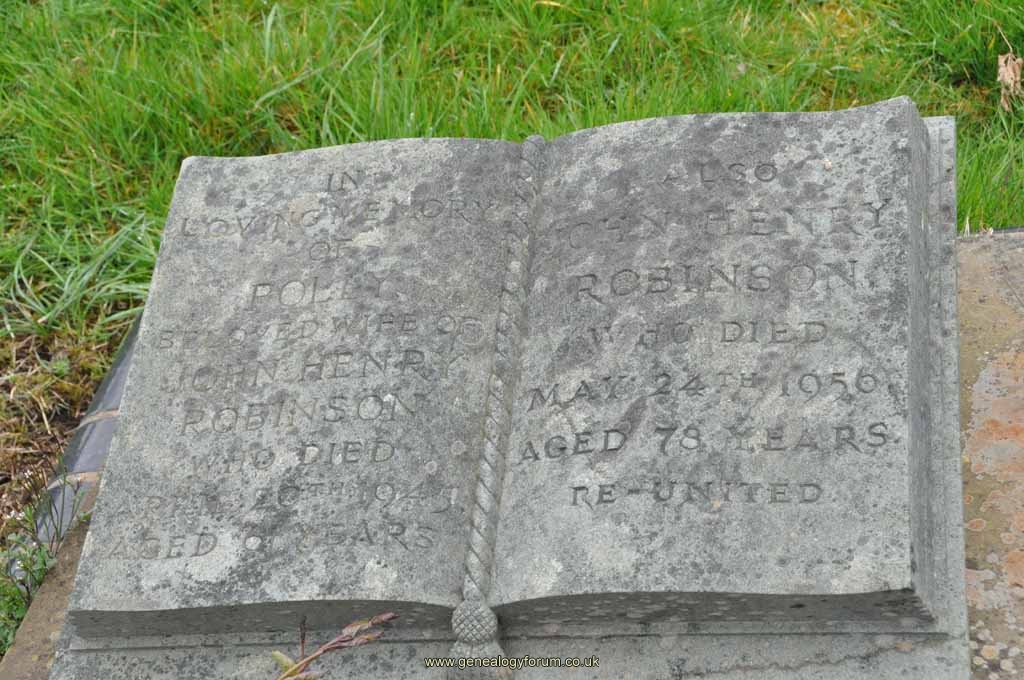 IN
LOVING MEMORY
OF
POLLY
BELOVED WIFE OF
JOHN HENRY
ROBINSON
WHO DIED
APRIL
AGED YEARS
ALSO
JOHN HENRY
ROBINSON
WHO DIED
MAY 24TH 1956
AGED 78 YEARS
RE-UNITED
www.genealogyforum.co.uk